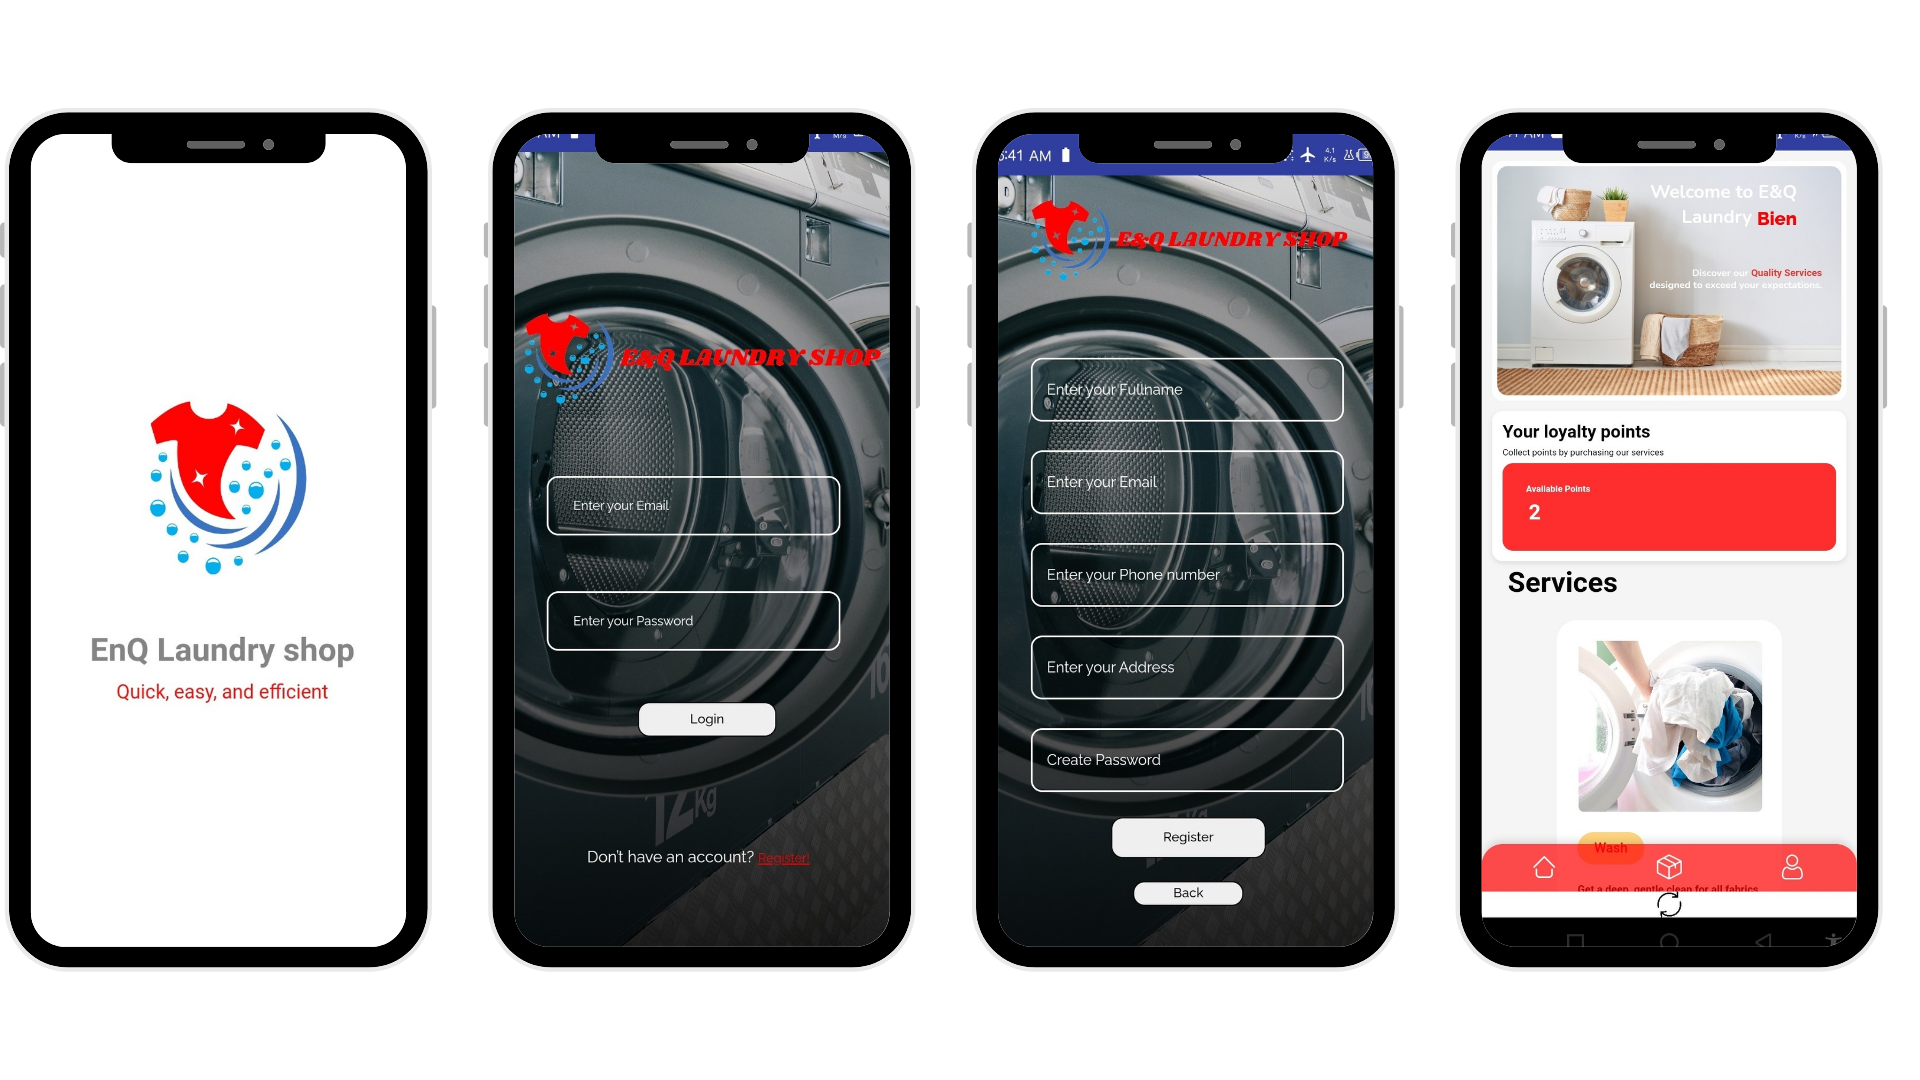 EnQ Laundry shop
Quick, easy, and efficient
E&Q LAUNDRY SHOP
Enter your Email
Enter your Password
Login
12Kg
Don't have an account? Register!
:41 AM
4.1
K/s
E&Q LAUNDRY SHOP
Enter your Fullname
Enter your Email
Enter your Phone number
Enter your Address
Create Password
Register
Back
Welcome to E&Q
Laundry Bien
Discover our Quality Services
designed to exceed your expectations.
Your loyalty points
Collect points by purchasing our services
Available Points
2
Services
Wash
Get a deep, gentle clean for all fabrics